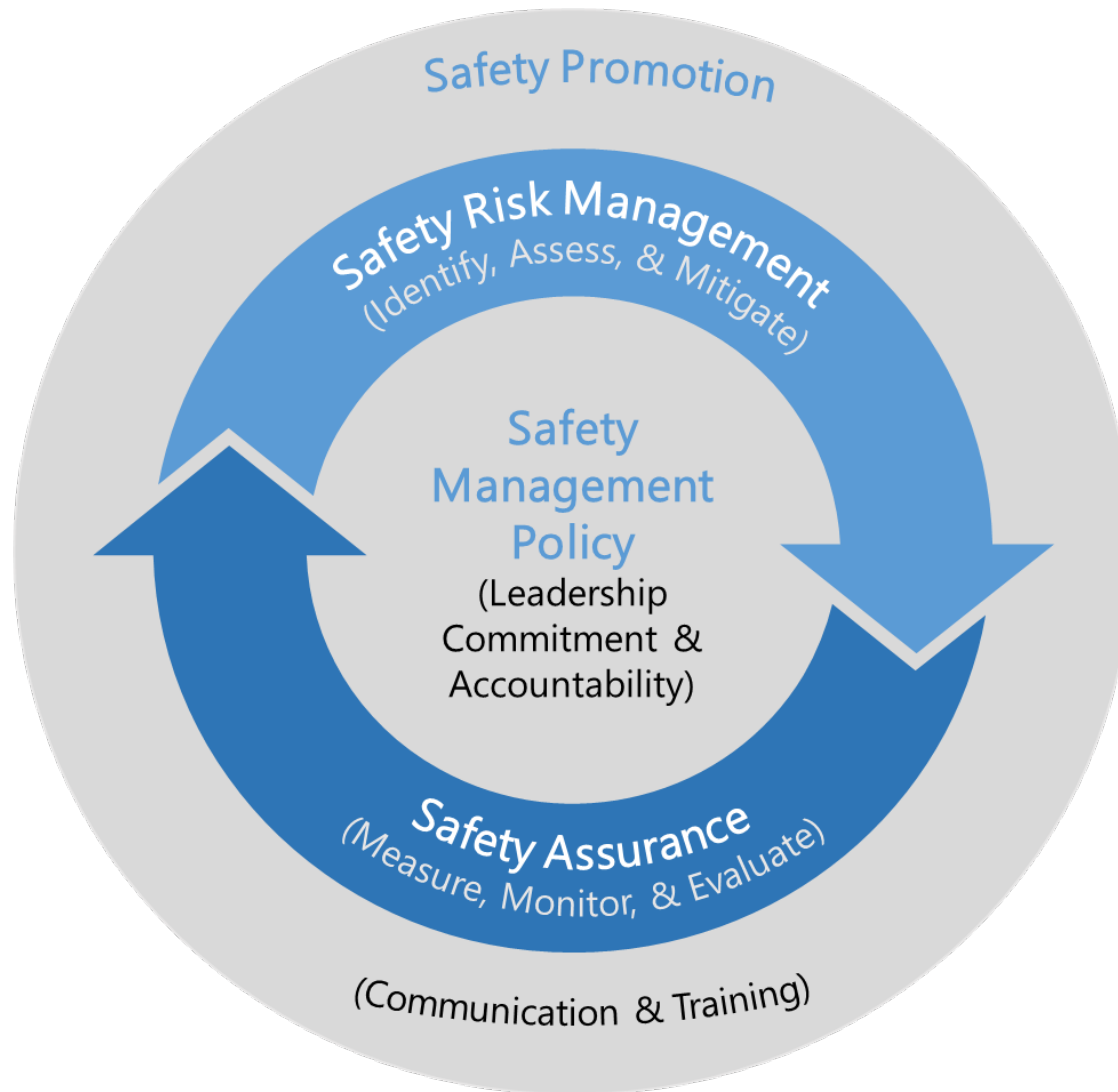 Safety Promotion
Safety Risk Management
(Identify, Assess, & Mitigate)
Safety
Management
Policy
(Leadership
Commitment &
Accountability)
Safety Assurance
(Measure, Monitor, & Evaluate)
(Communication & Training)